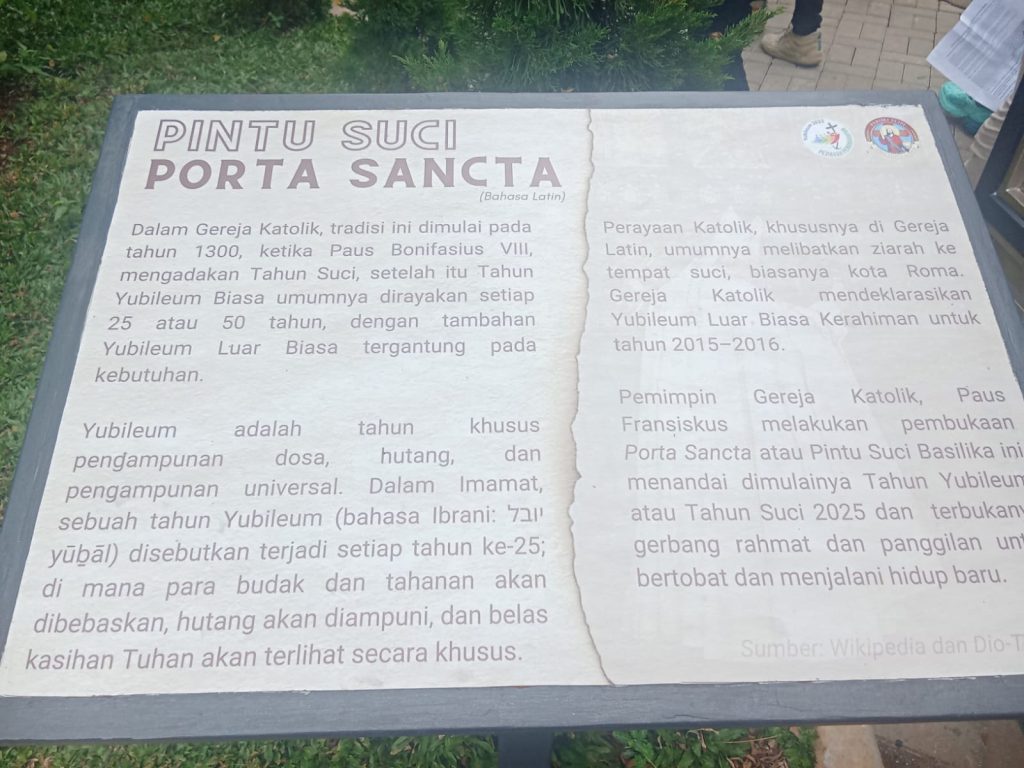 PINTU SUCI
PORTA SANCTA
(Bahasa Latin)
Dalam Gereja Katolik, tradisi ini dimulai pada
tahun 1300, ketika Paus Bonifasius VIII,
mengadakan Tahun Suci, setelah itu Tahun
Yubileum Biasa umumnya dirayakan setiap
25 atau 50 tahun, dengan tambahan
Yubileum Luar Biasa tergantung pada
kebutuhan.
Yubileum adalah tahun khusus
pengampunan dosa, hutang, dan
pengampunan universal. Dalam Imamat,
sebuah tahun Yubileum (bahasa Ibrani: יובל
yūḇāl) disebutkan terjadi setiap tahun ke-25;
di mana para budak dan tahanan akan
dibebaskan, hutang akan diampuni, dan belas
kasihan Tuhan akan terlihat secara khusus.
Perayaan Katolik, khususnya di Gereja
Latin, umumnya melibatkan ziarah ke
tempat suci, biasanya kota Roma.
Gereja Katolik mendeklarasikan
Yubileum Luar Biasa Kerahiman untuk
tahun 2015–2016.
Pemimpin Gereja Katolik, Paus
Fransiskus melakukan pembukaan
Porta Sancta atau Pintu Suci Basilika ini
menandai dimulainya Tahun Yubileum
atau Tahun Suci 2025 dan terbukany
gerbang rahmat dan panggilan unt
bertobat dan menjalani hidup baru.
Sumber: Wikipedia dan Dio-T